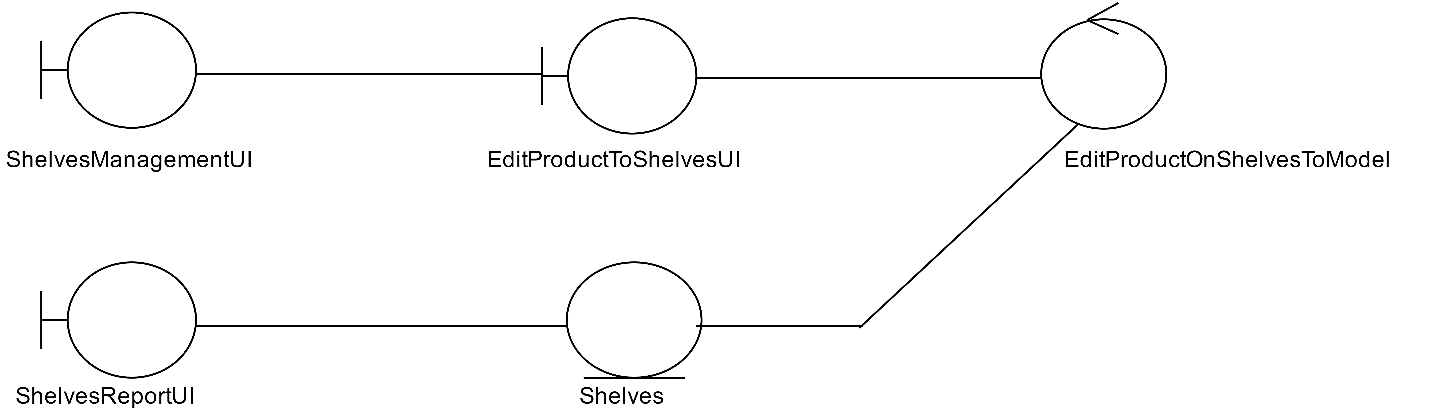 ShelvesManagementUI
EditProductToShelvesUI
EditProductOnShelvesToModel
ShelvesReportUI
Shelves